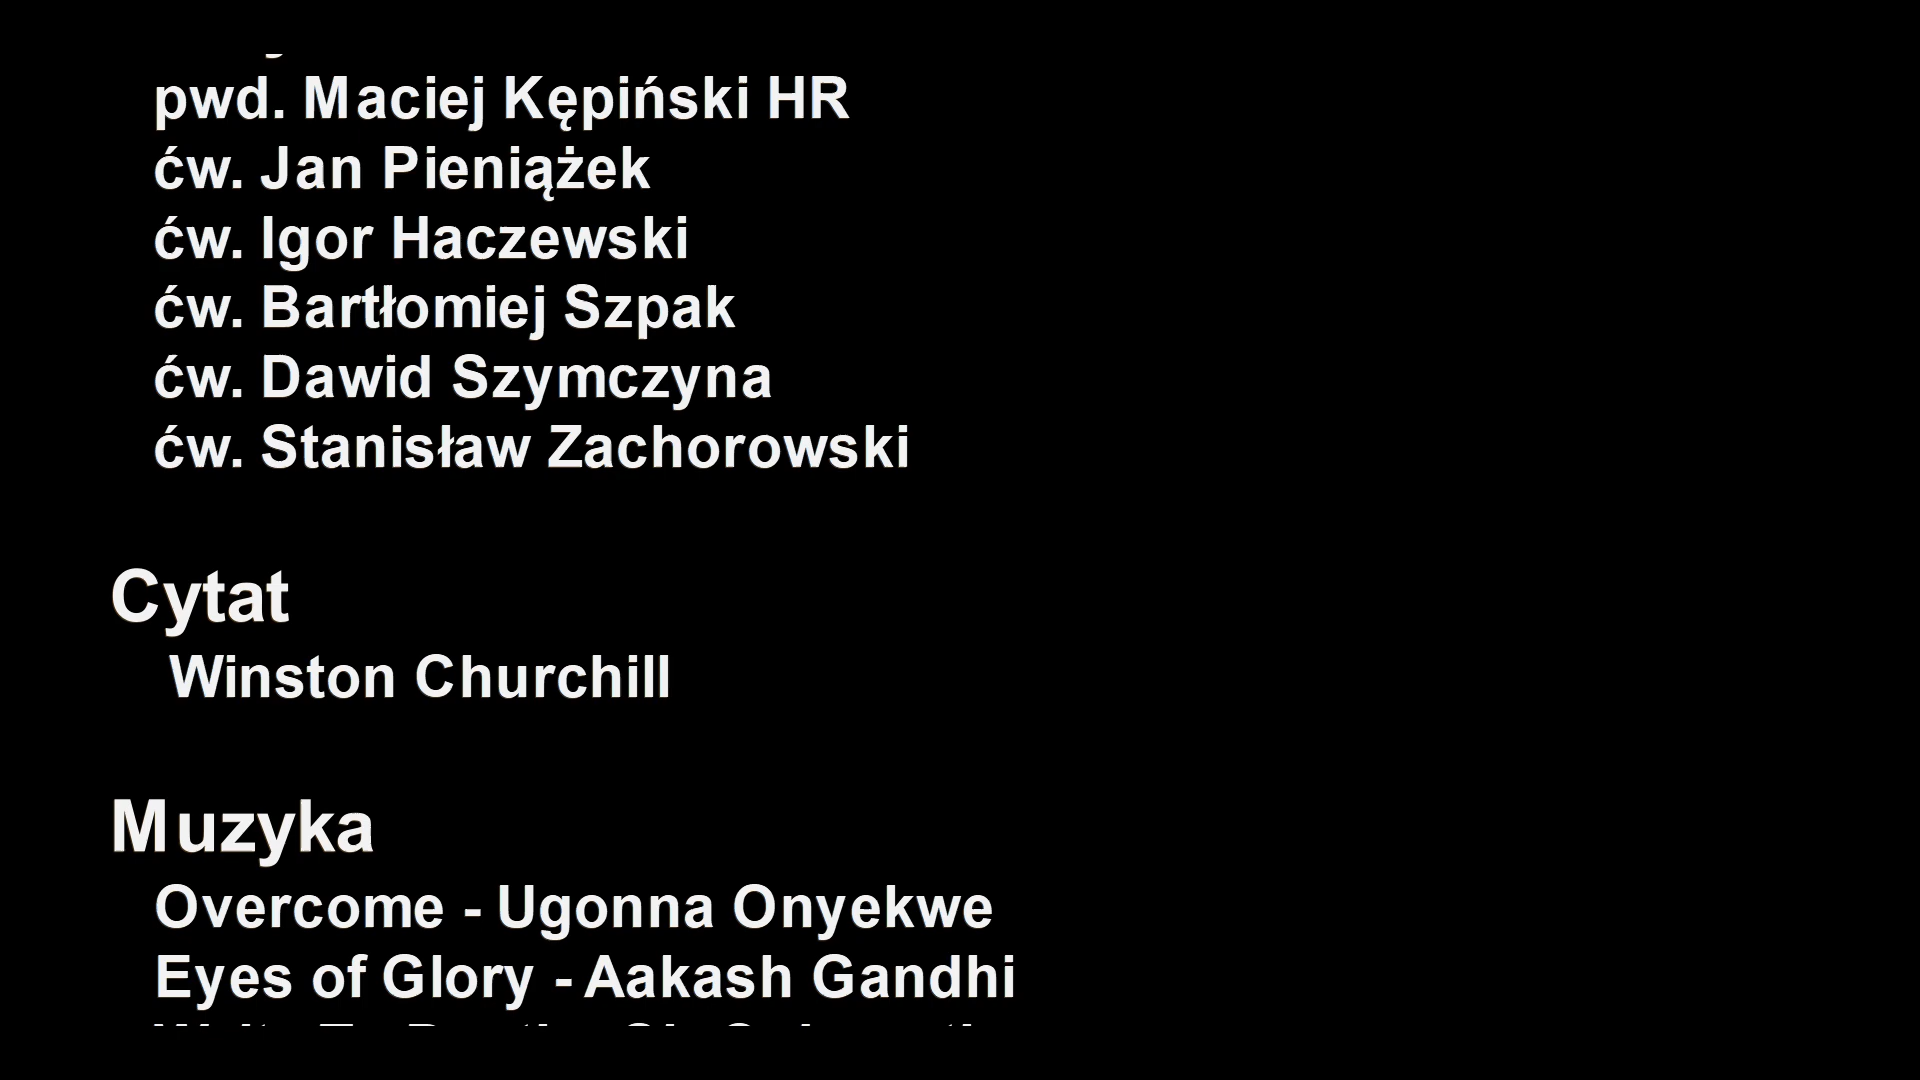 pwd. Maciej Kępiński HR
ćw. Jan Pieniążek
ćw. Igor Haczewski
ćw. Bartłomiej Szpak
ćw. Dawid Szymczyna
ćw. Stanisław Zachorowski
Cytat
Winston Churchill
Muzyka
Overcome - Ugonna Onyekwe
Eyes of Glory - Aakash Gandhi